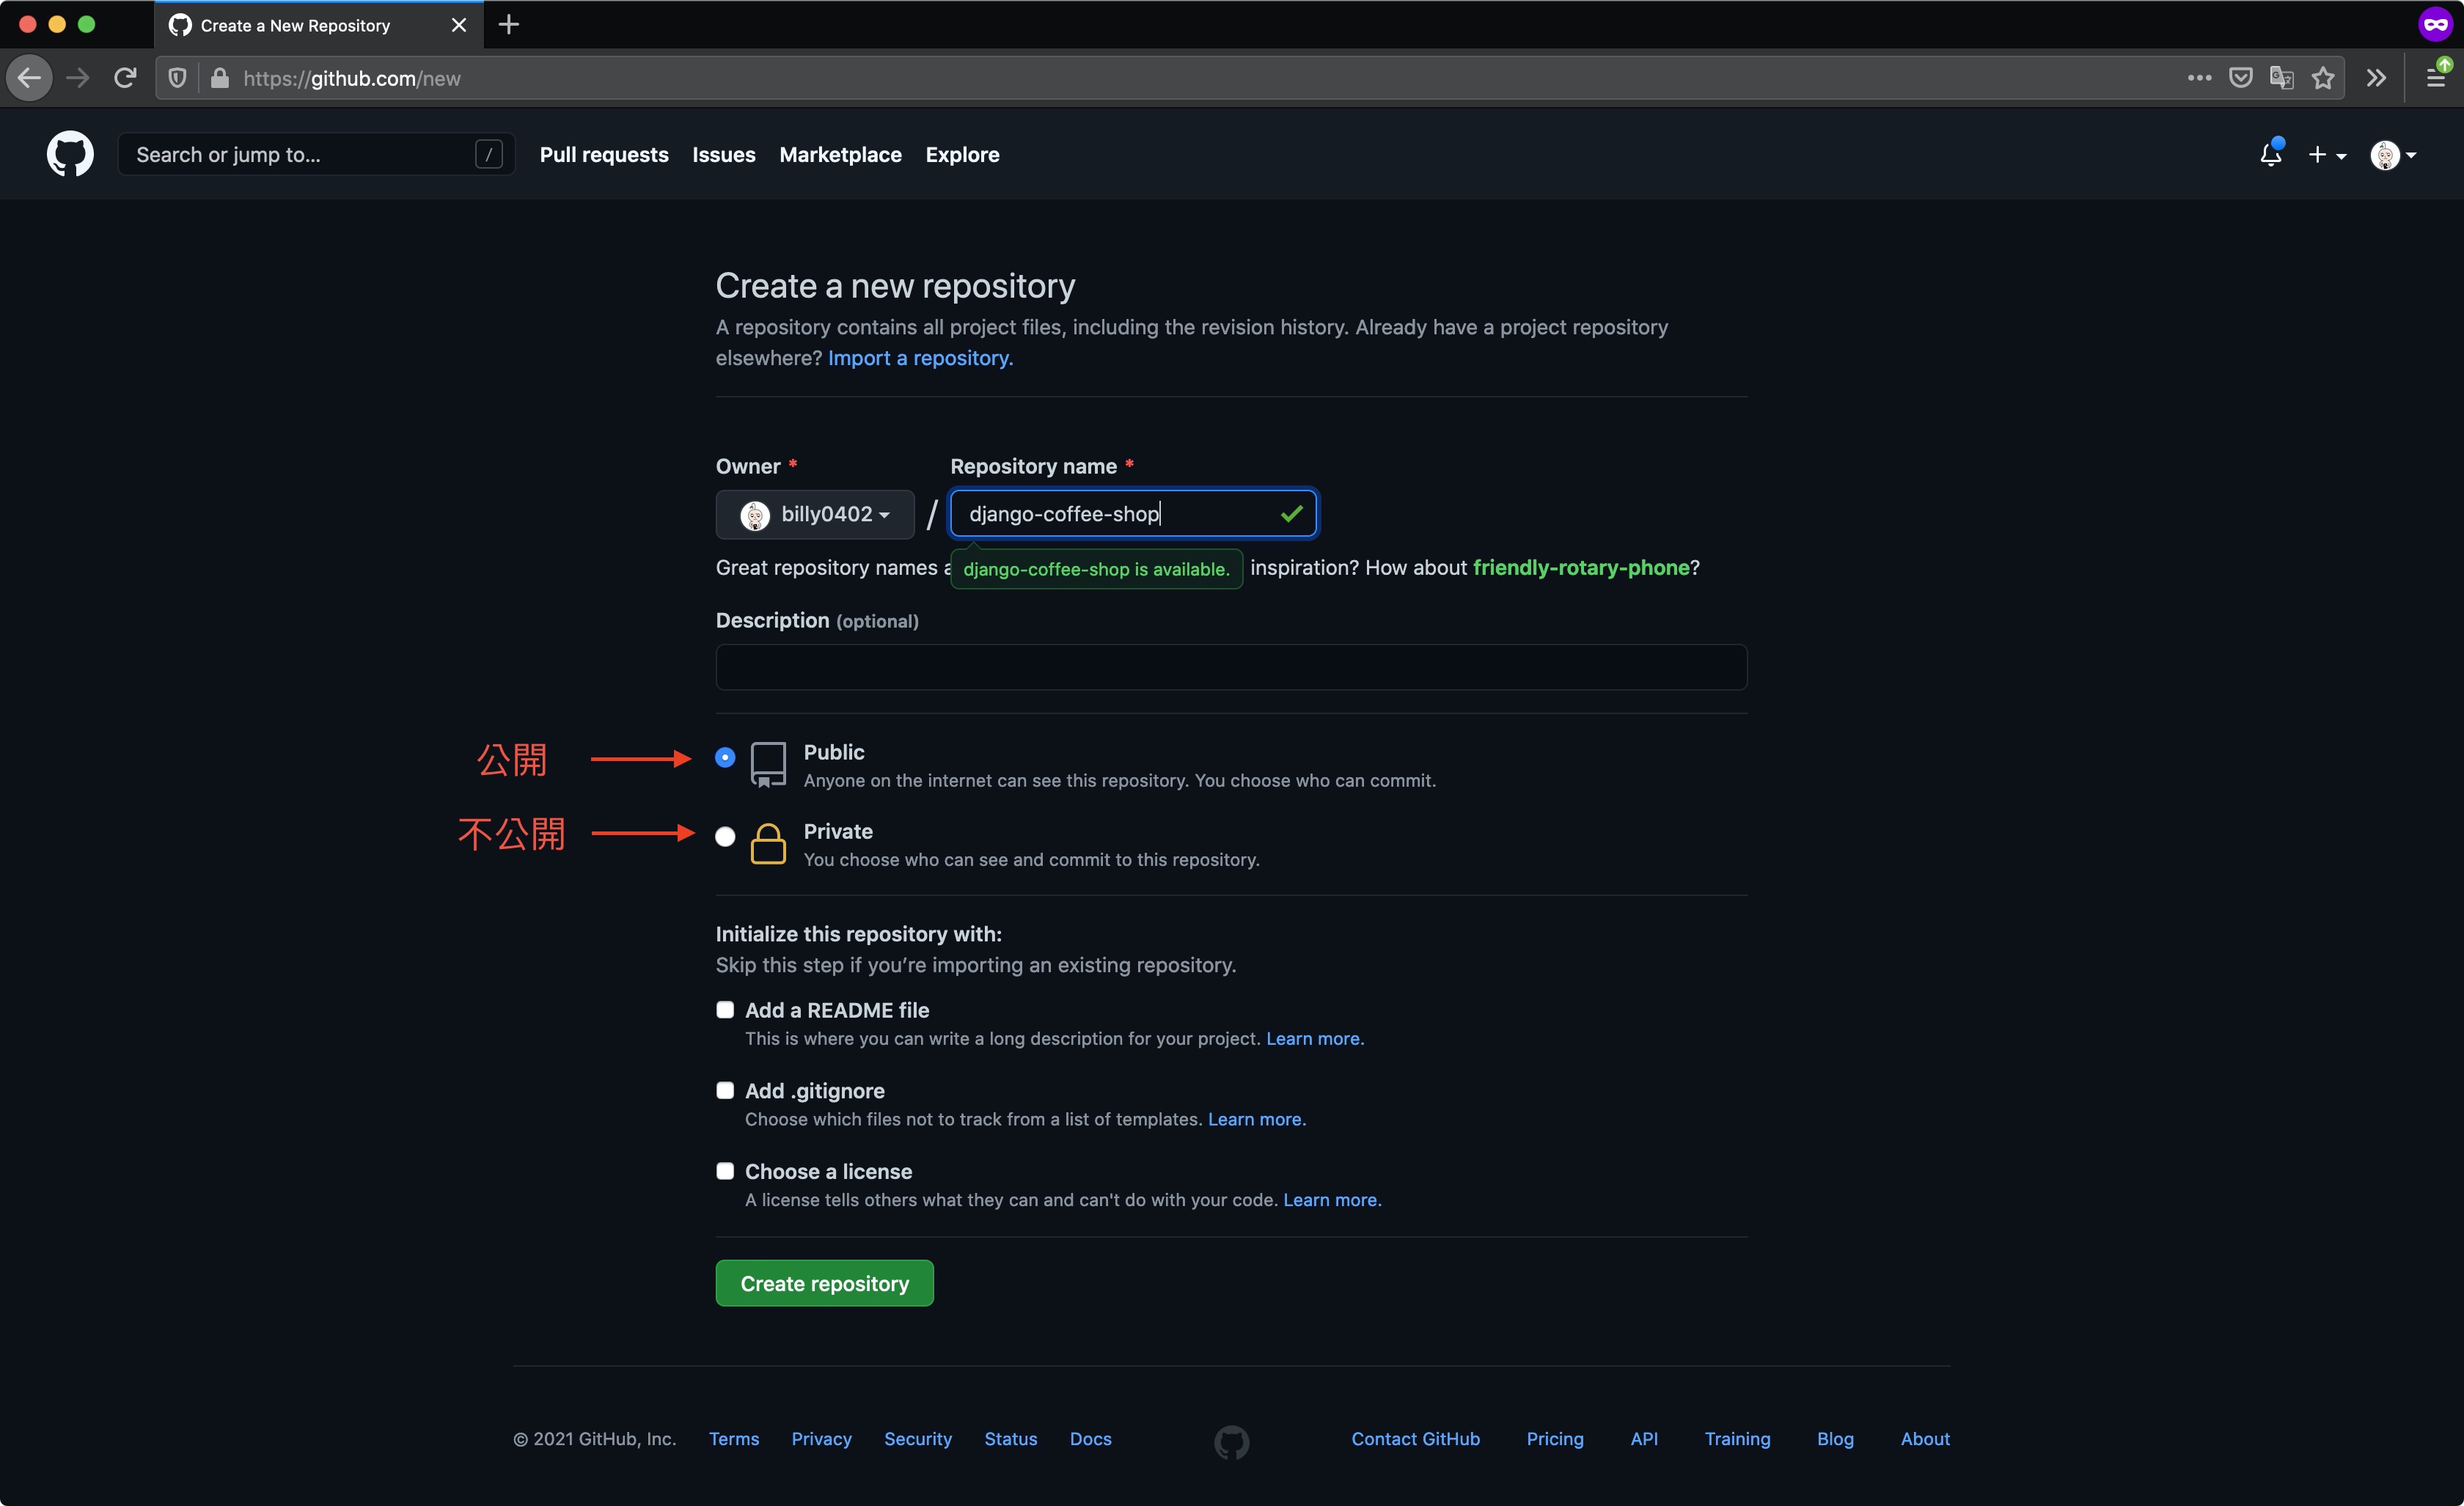 Create a New Repository
https://github.com/new
Search or jump to...
/
Pull requests
Issues
Marketplace
Explore
Create a new repository
A repository contains all project files, including the revision history. Already have a project repository
elsewhere? Import a repository.
Owner *
Repository name *
billy0402
/
django-coffee-shop
Great repository names a
django-coffee-shop is available.
inspiration? How about friendly-rotary-phone?
Description (optional)
公開
Public
Anyone on the internet can see this repository. You choose who can commit.
不公開
Private
You choose who can see and commit to this repository.
Initialize this repository with:
Skip this step if you’re importing an existing repository.
Add a README file
This is where you can write a long description for your project. Learn more.
Add .gitignore
Choose which files not to track from a list of templates. Learn more.
Choose a license
A license tells others what they can and can't do with your code. Learn more.
Create repository
© 2021 GitHub, Inc.
Terms
Privacy
Security
Status
Docs
Contact GitHub
Pricing
API
Training
Blog
About